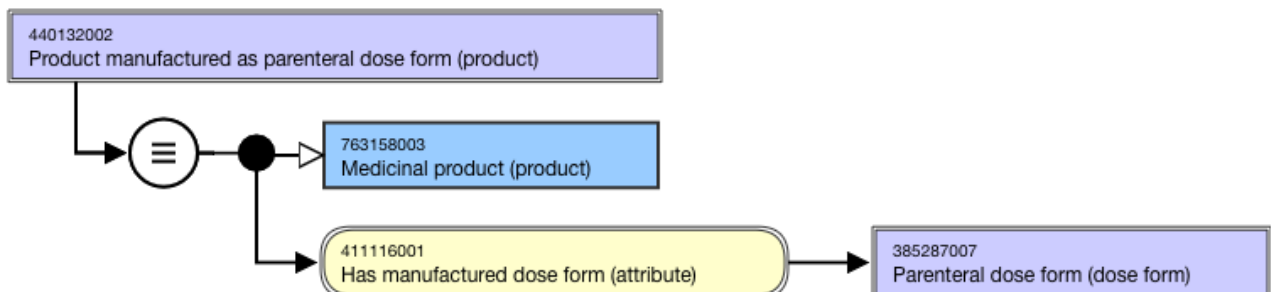 440132002
Product manufactured as parenteral dose form (product)
763158003
Medicinal product (product)
411116001
Has manufactured dose form (attribute)
385287007
Parenteral dose form (dose form)